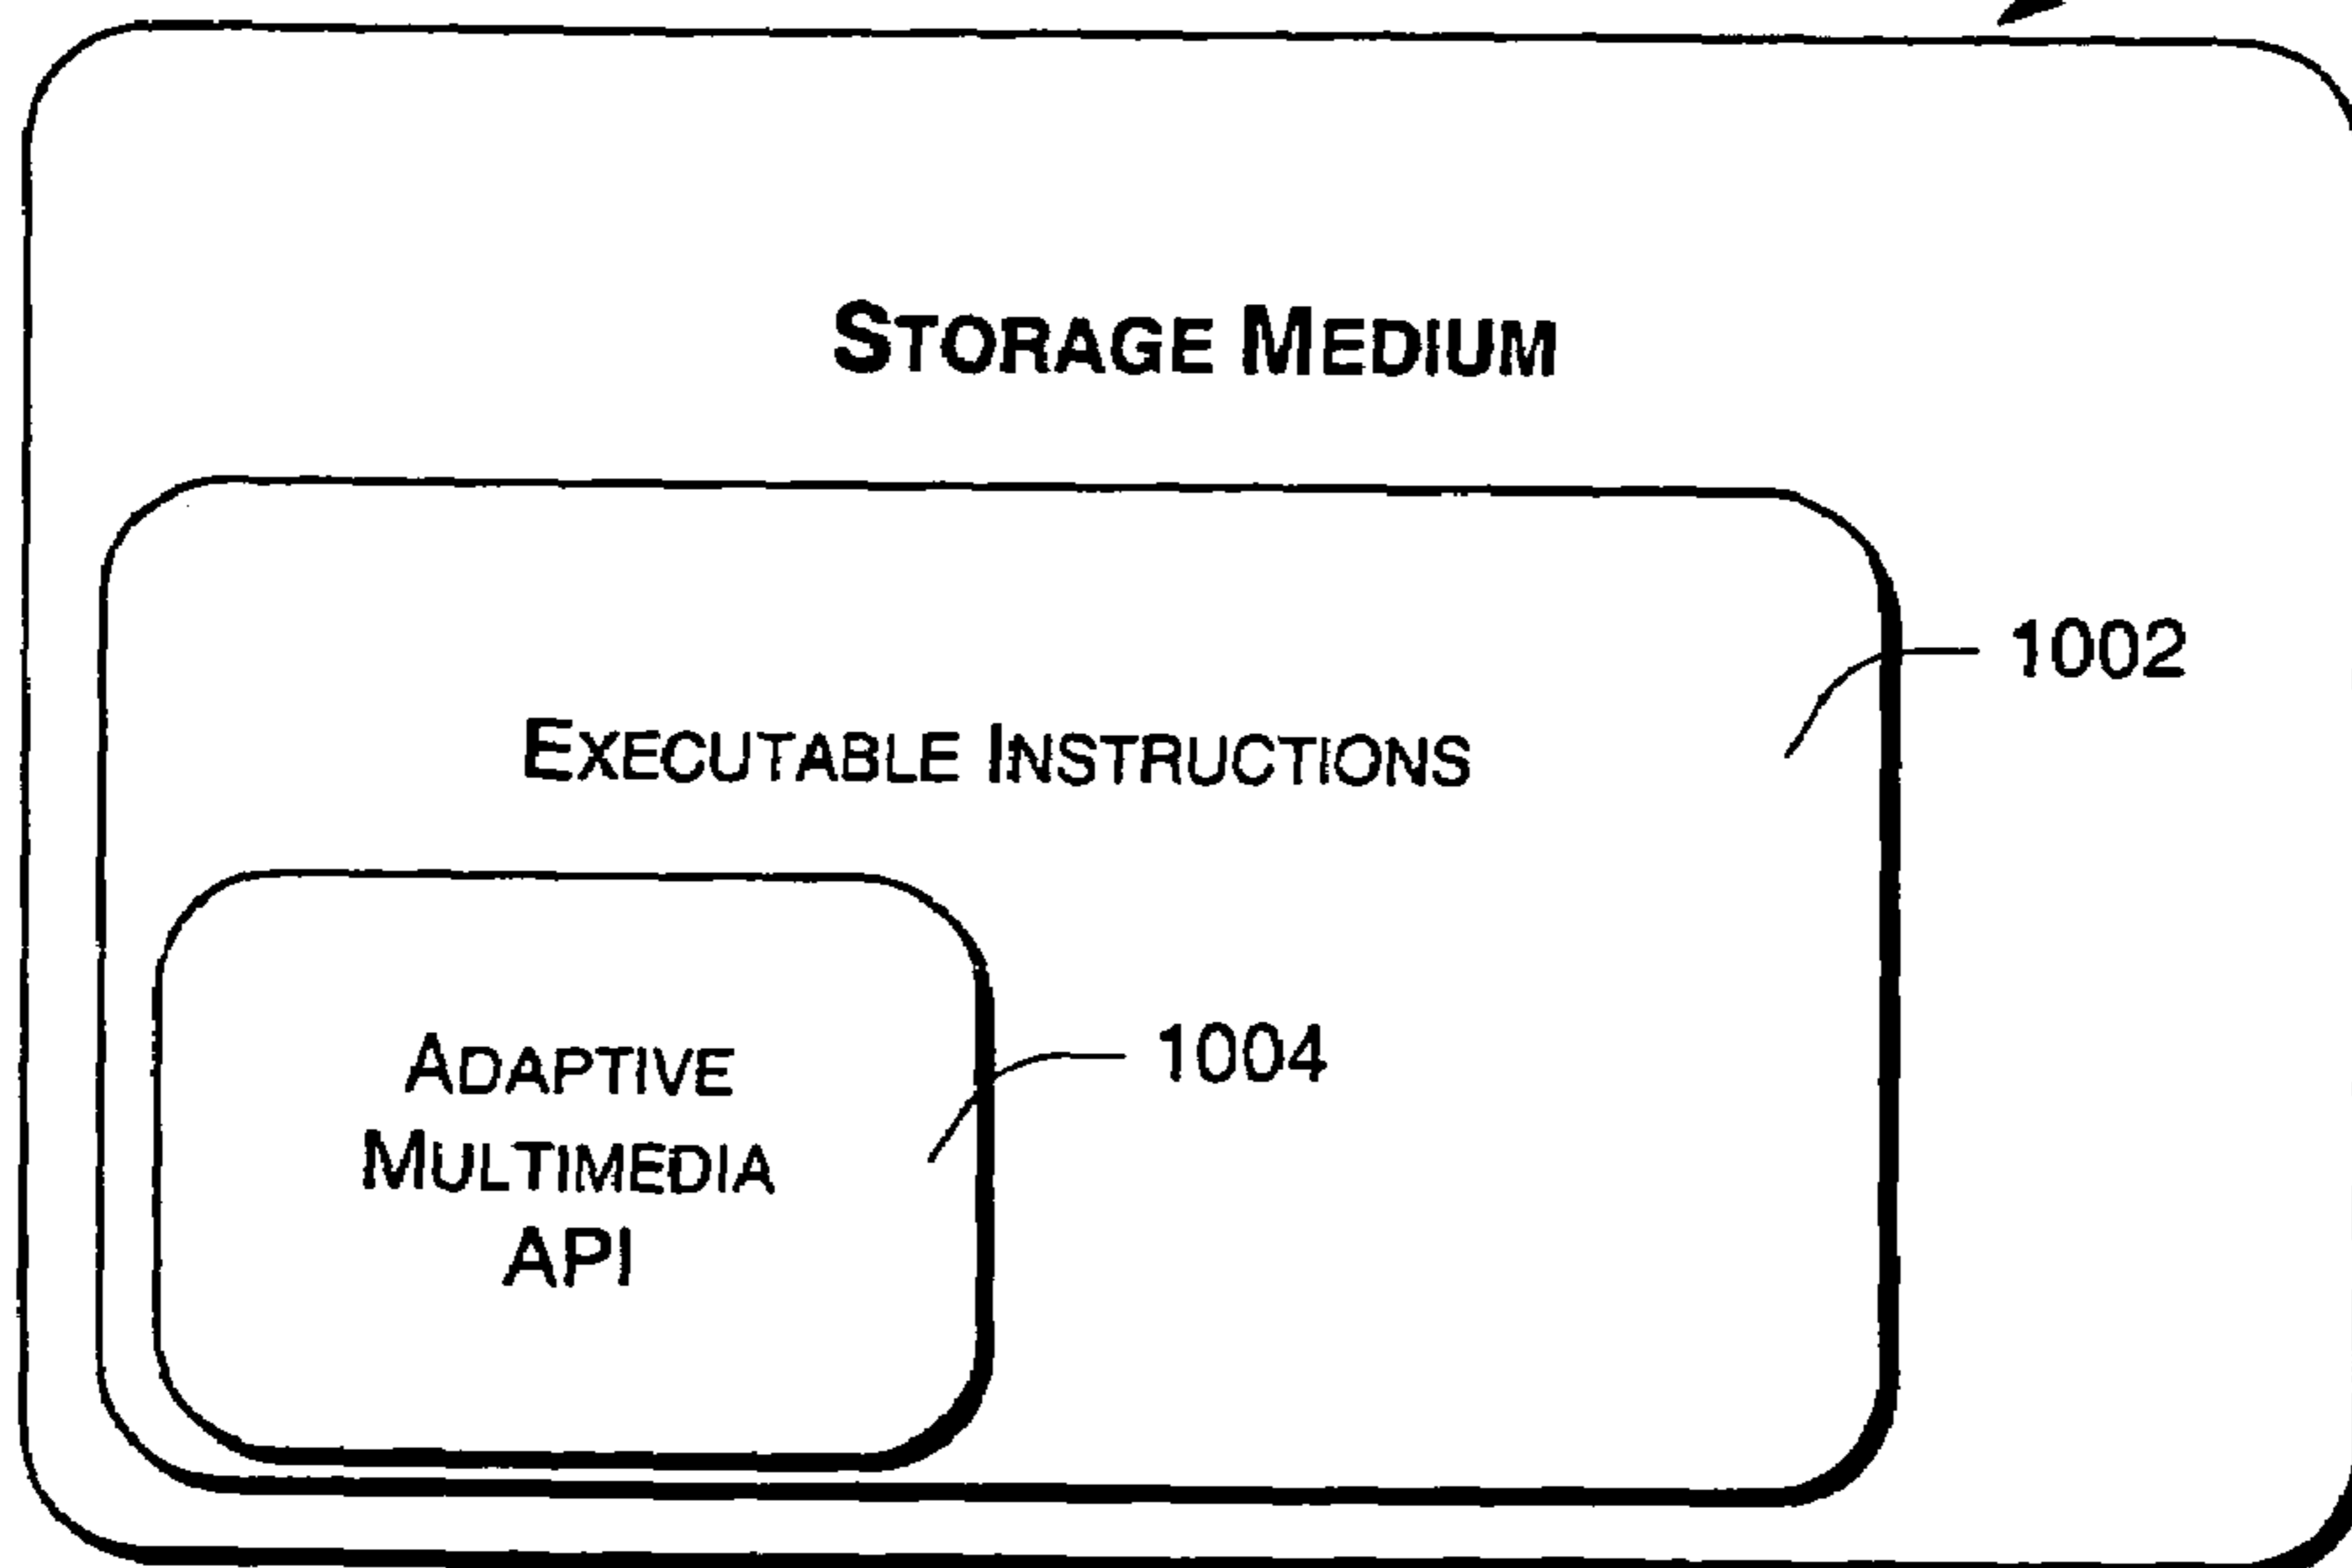 STORAGE MEDIUM
1002
EXECUTABLE INSTRUCTIONS
1004
ADAPTIVE
MULTIMEDIA
API